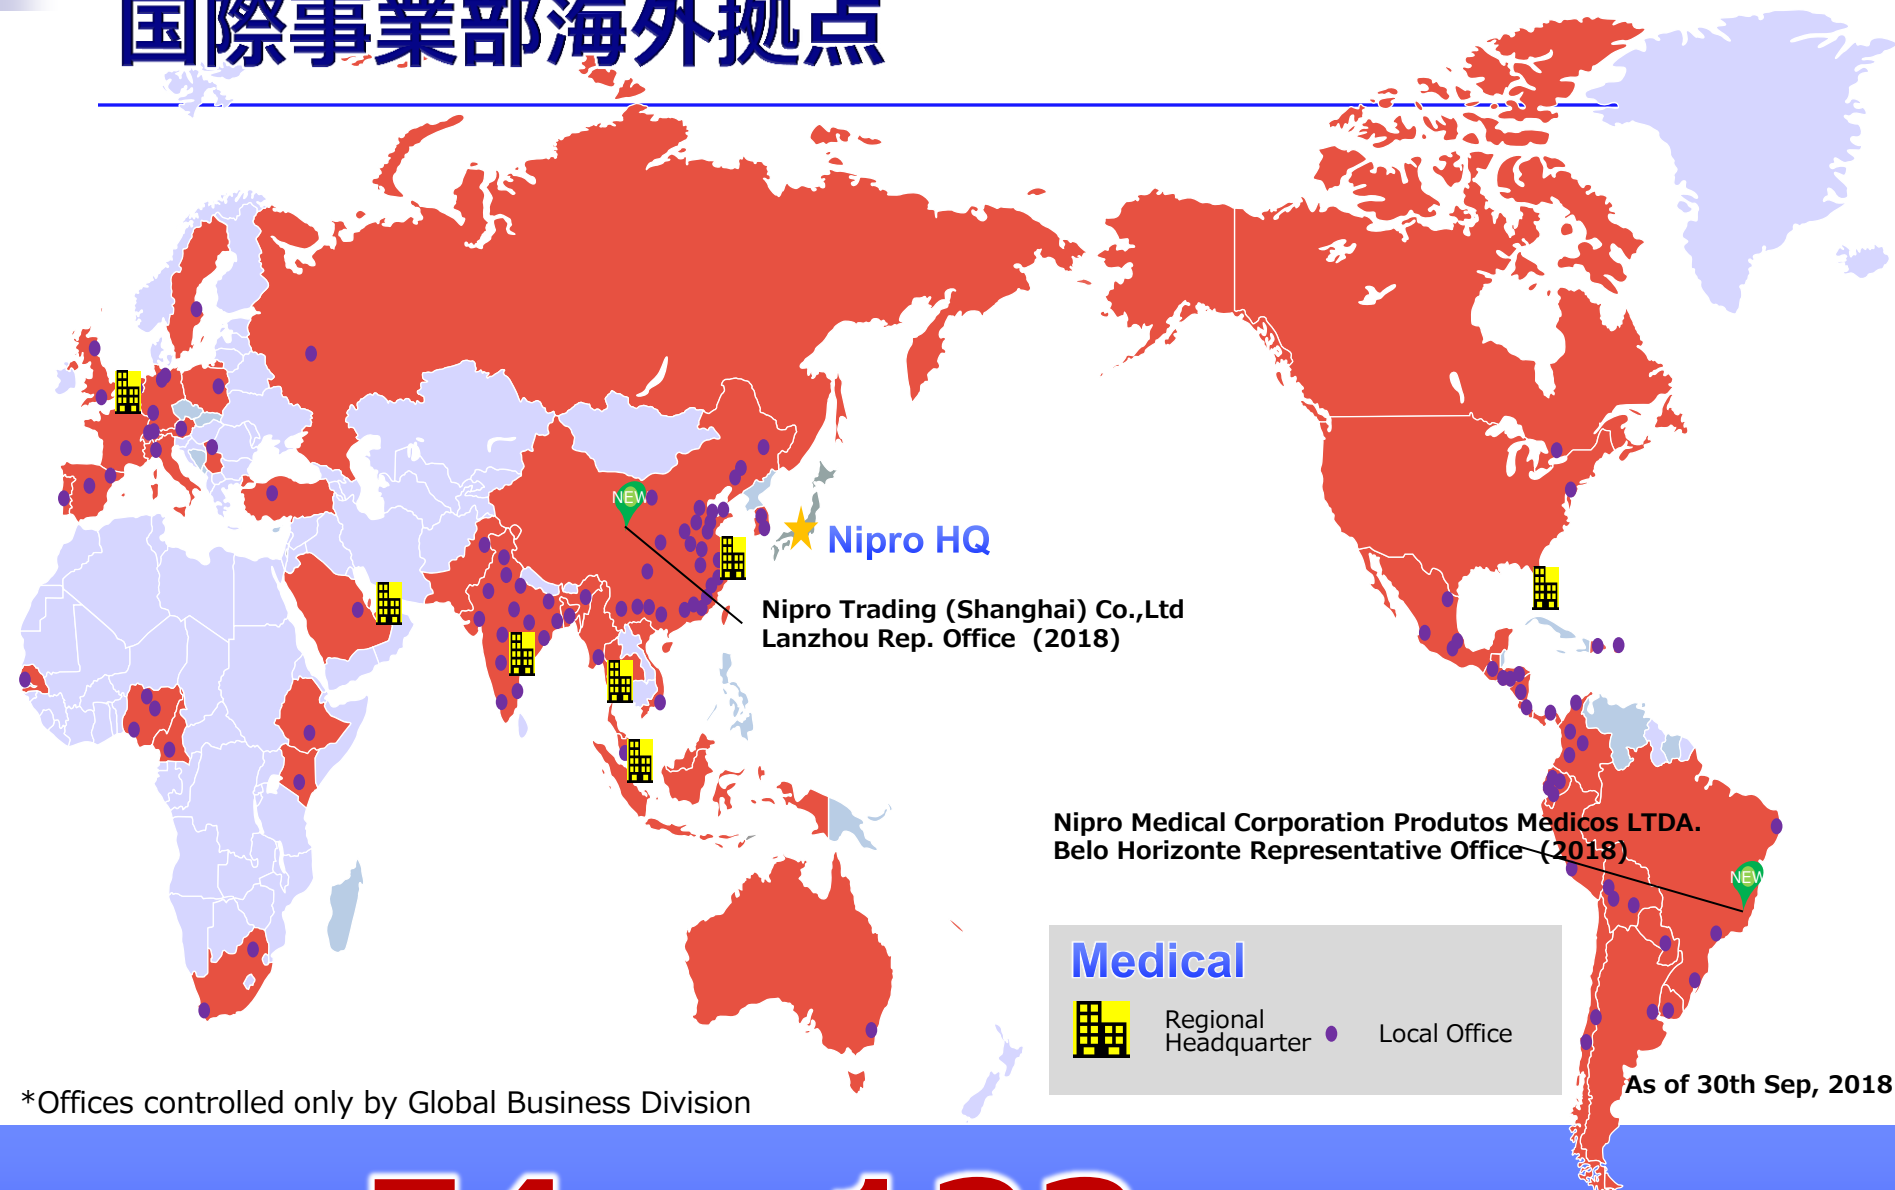 国際事業部海外拠点
NEW
Nipro HQ
Nipro Trading (Shanghai) Co.,Ltd
Lanzhou Rep. Office (2018)
Nipro Medical Corporation Produtos Medicos LTDA.
Belo Horizonte Representative Office (2018)
NEW
Medical
Regional
Headquarter
Local Office
As of 30th Sep, 2018
*Offices controlled only by Global Business Division